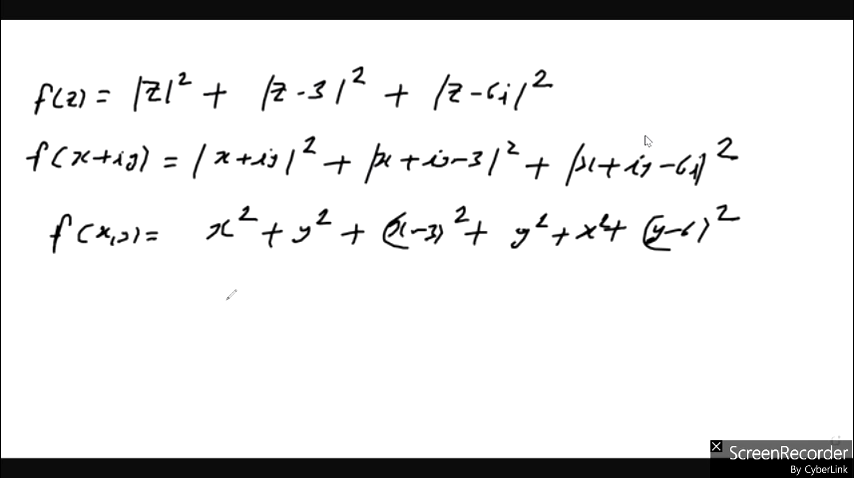 f(z) = |z|² + |z-3|² + |z-6i|²
f(x+iy) = |x+iy|² + |x+iy-3|² + |x+iy-6i|²
f(x,y) = x² + y² + (x-3)² + y² + x² + (y-6)²
ScreenRecorder
By CyberLink